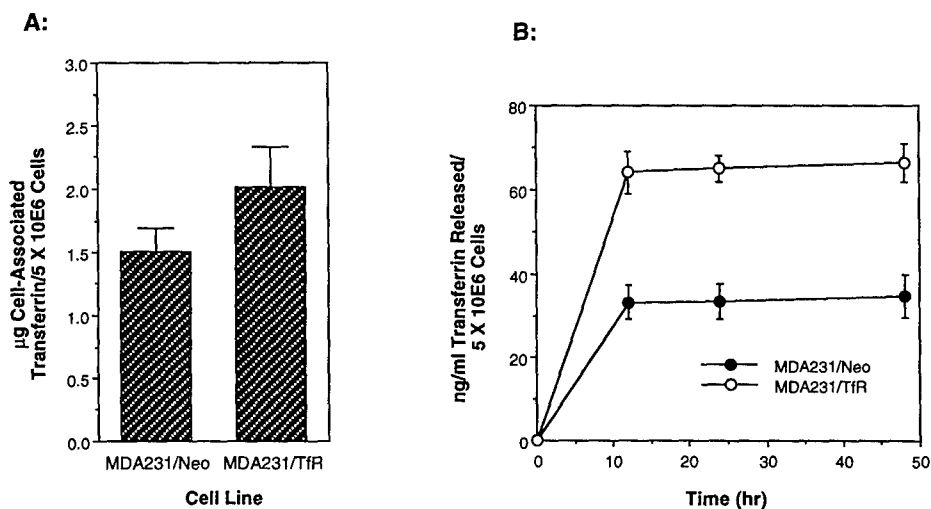 A:
3.0
2.5
2.0
1.5
1.0
0.5
0.0
µg Cell-Associated
Transferrin/5 X 10E6 Cells
MDA231/Neo MDA231/TfR
Cell Line
B:
80
60
40
20
0
ng/ml Transferrin Released/
5 X 10E6 Cells
MDA231/Neo
MDA231/TfR
0 10 20 30 40 50
Time (hr)